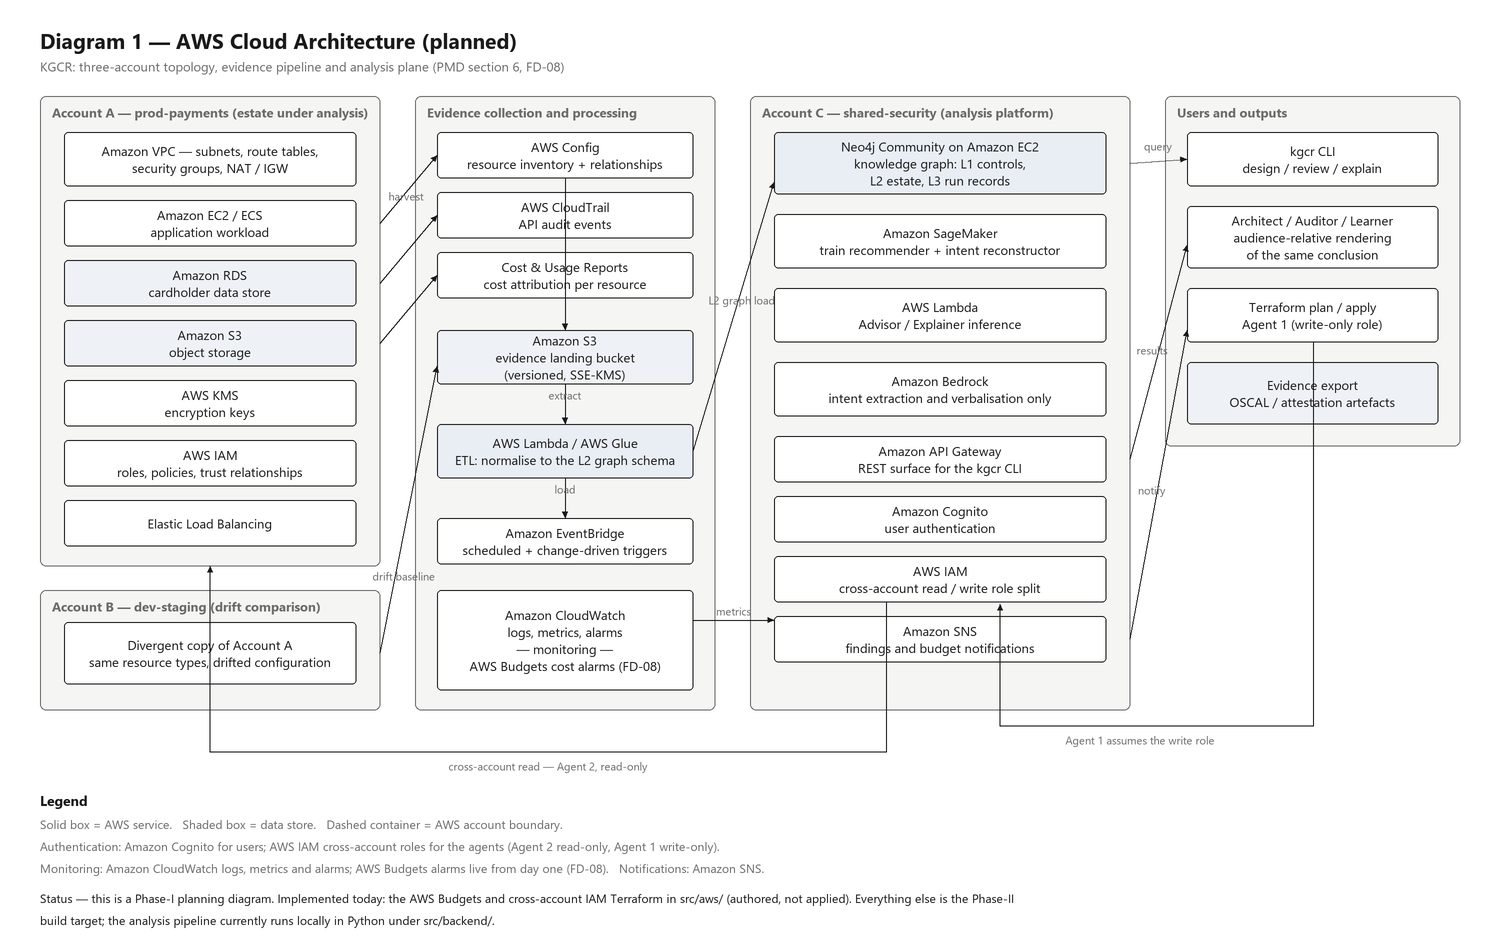 Diagram 1 — AWS Cloud Architecture (planned)
KGCR: three-account topology, evidence pipeline and analysis plane (PMD section 6, FD-08)
Account A — prod-payments (estate under analysis)
Amazon VPC — subnets, route tables,
security groups, NAT / IGW
Amazon EC2 / ECS
application workload
Amazon RDS
cardholder data store
Amazon S3
object storage
AWS KMS
encryption keys
AWS IAM
roles, policies, trust relationships
Elastic Load Balancing
Account B — dev-staging (drift comparison)
Divergent copy of Account A
same resource types, drifted configuration
harvest
drift baseline
Evidence collection and processing
AWS Config
resource inventory + relationships
AWS CloudTrail
API audit events
Cost & Usage Reports
cost attribution per resource
Amazon S3
evidence landing bucket
(versioned, SSE-KMS)
extract
AWS Lambda / AWS Glue
ETL: normalise to the L2 graph schema
load
Amazon EventBridge
scheduled + change-driven triggers
Amazon CloudWatch
logs, metrics, alarms
— monitoring —
AWS Budgets cost alarms (FD-08)
L2 graph load
metrics
Account C — shared-security (analysis platform)
Neo4j Community on Amazon EC2
knowledge graph: L1 controls,
L2 estate, L3 run records
Amazon SageMaker
train recommender + intent reconstructor
AWS Lambda
Advisor / Explainer inference
Amazon Bedrock
intent extraction and verbalisation only
Amazon API Gateway
REST surface for the kgcr CLI
Amazon Cognito
user authentication
AWS IAM
cross-account read / write role split
Amazon SNS
findings and budget notifications
query
results
notify
Users and outputs
kgcr CLI
design / review / explain
Architect / Auditor / Learner
audience-relative rendering
of the same conclusion
Terraform plan / apply
Agent 1 (write-only role)
Evidence export
OSCAL / attestation artefacts
Agent 1 assumes the write role
cross-account read — Agent 2, read-only
Legend
Solid box = AWS service. Shaded box = data store. Dashed container = AWS account boundary.
Authentication: Amazon Cognito for users; AWS IAM cross-account roles for the agents (Agent 2 read-only, Agent 1 write-only).
Monitoring: Amazon CloudWatch logs, metrics and alarms; AWS Budgets alarms live from day one (FD-08). Notifications: Amazon SNS.
Status — this is a Phase-I planning diagram. Implemented today: the AWS Budgets and cross-account IAM Terraform in src/aws/ (authored, not applied). Everything else is the Phase-II
build target; the analysis pipeline currently runs locally in Python under src/backend/.